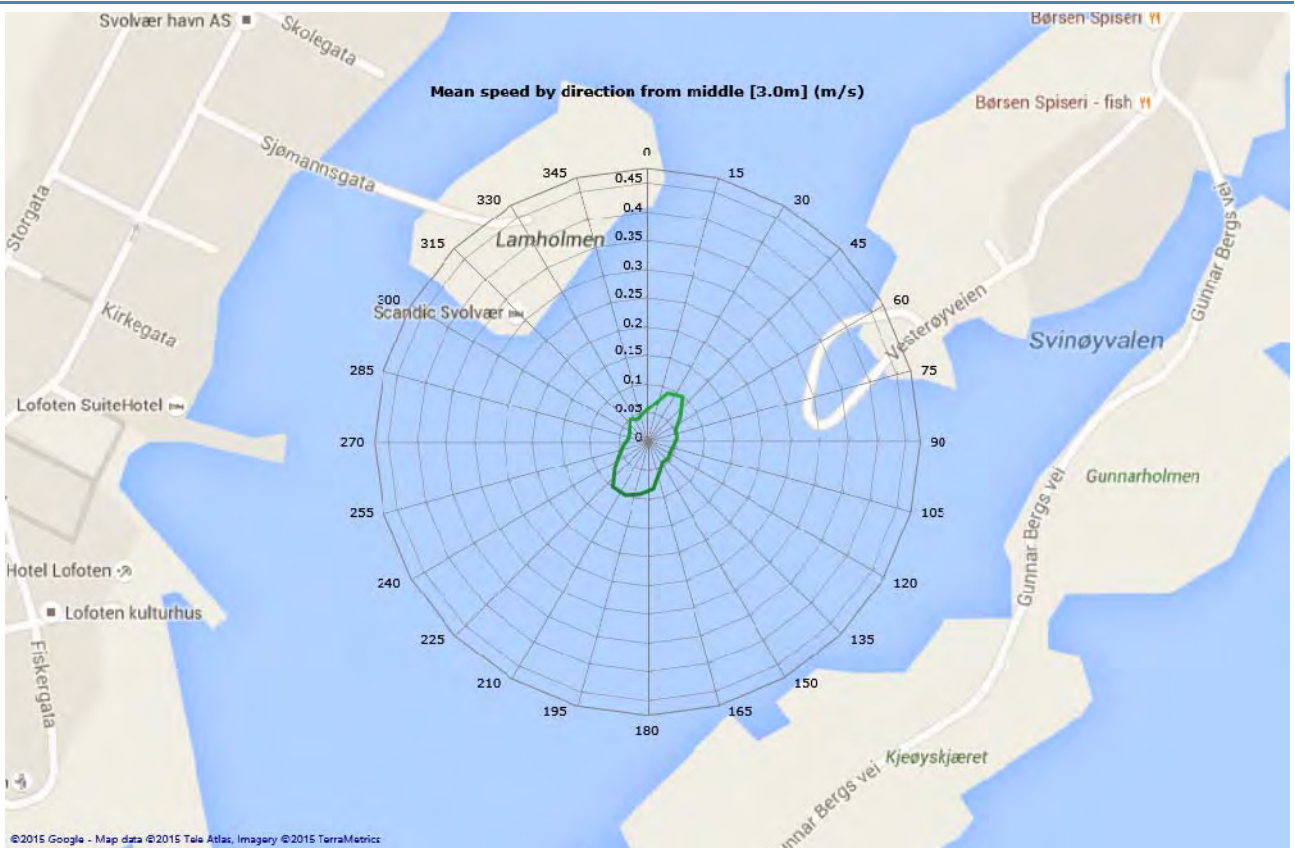 Svolvær havn AS
Skolegata
Børsen Spiseri
Mean speed by direction from middle [3.0m] (m/s)
Børsen Spiseri - fish
Sjømannsgata
Storgata
Gunnar Bergs vei
0
345
15
330
30
315
45
300
60
285
75
270
90
255
105
240
120
225
135
210
150
195
165
180
0.45
0.4
0.35
0.3
0.25
0.2
0.15
0.1
0.05
0
Lamholmen
Scandic Svolvær
Kirkegata
Vesterøyveien
Svinøyvalen
Gunnar Bergs vei
Lofoten SuiteHotel
Gunnarholmen
Gunnar Bergs vei
Hotel Lofoten
Lofoten kulturhus
Fiskergata
Kjeøyskjæret
Bergs vei
©2015 Google - Map data ©2015 Tele Atlas, Imagery ©2015 TerraMetrics